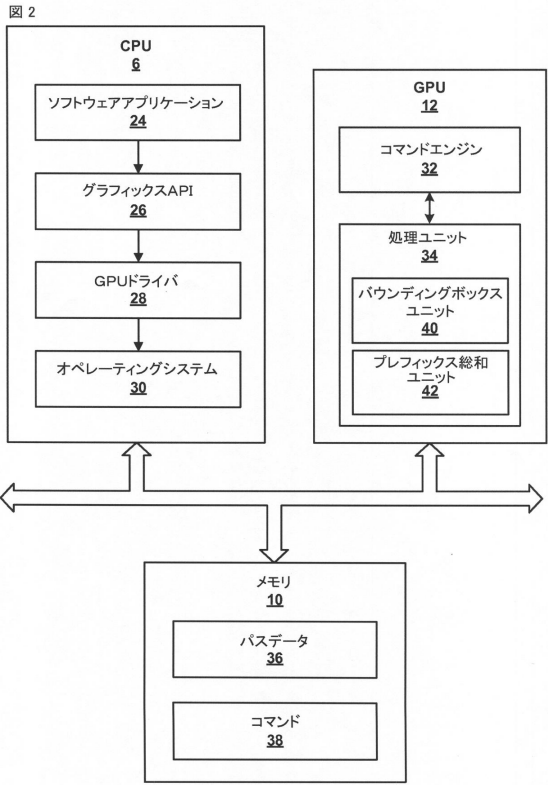 図 2
CPU
6
ソフトウェアアプリケーション
24
グラフィックスAPI
26
GPUドライバ
28
オペレーティングシステム
30
GPU
12
コマンドエンジン
32
処理ユニット
34
バウンディングボックス
ユニット
40
プレフィックス総和
ユニット
42
メモリ
10
パスデータ
36
コマンド
38